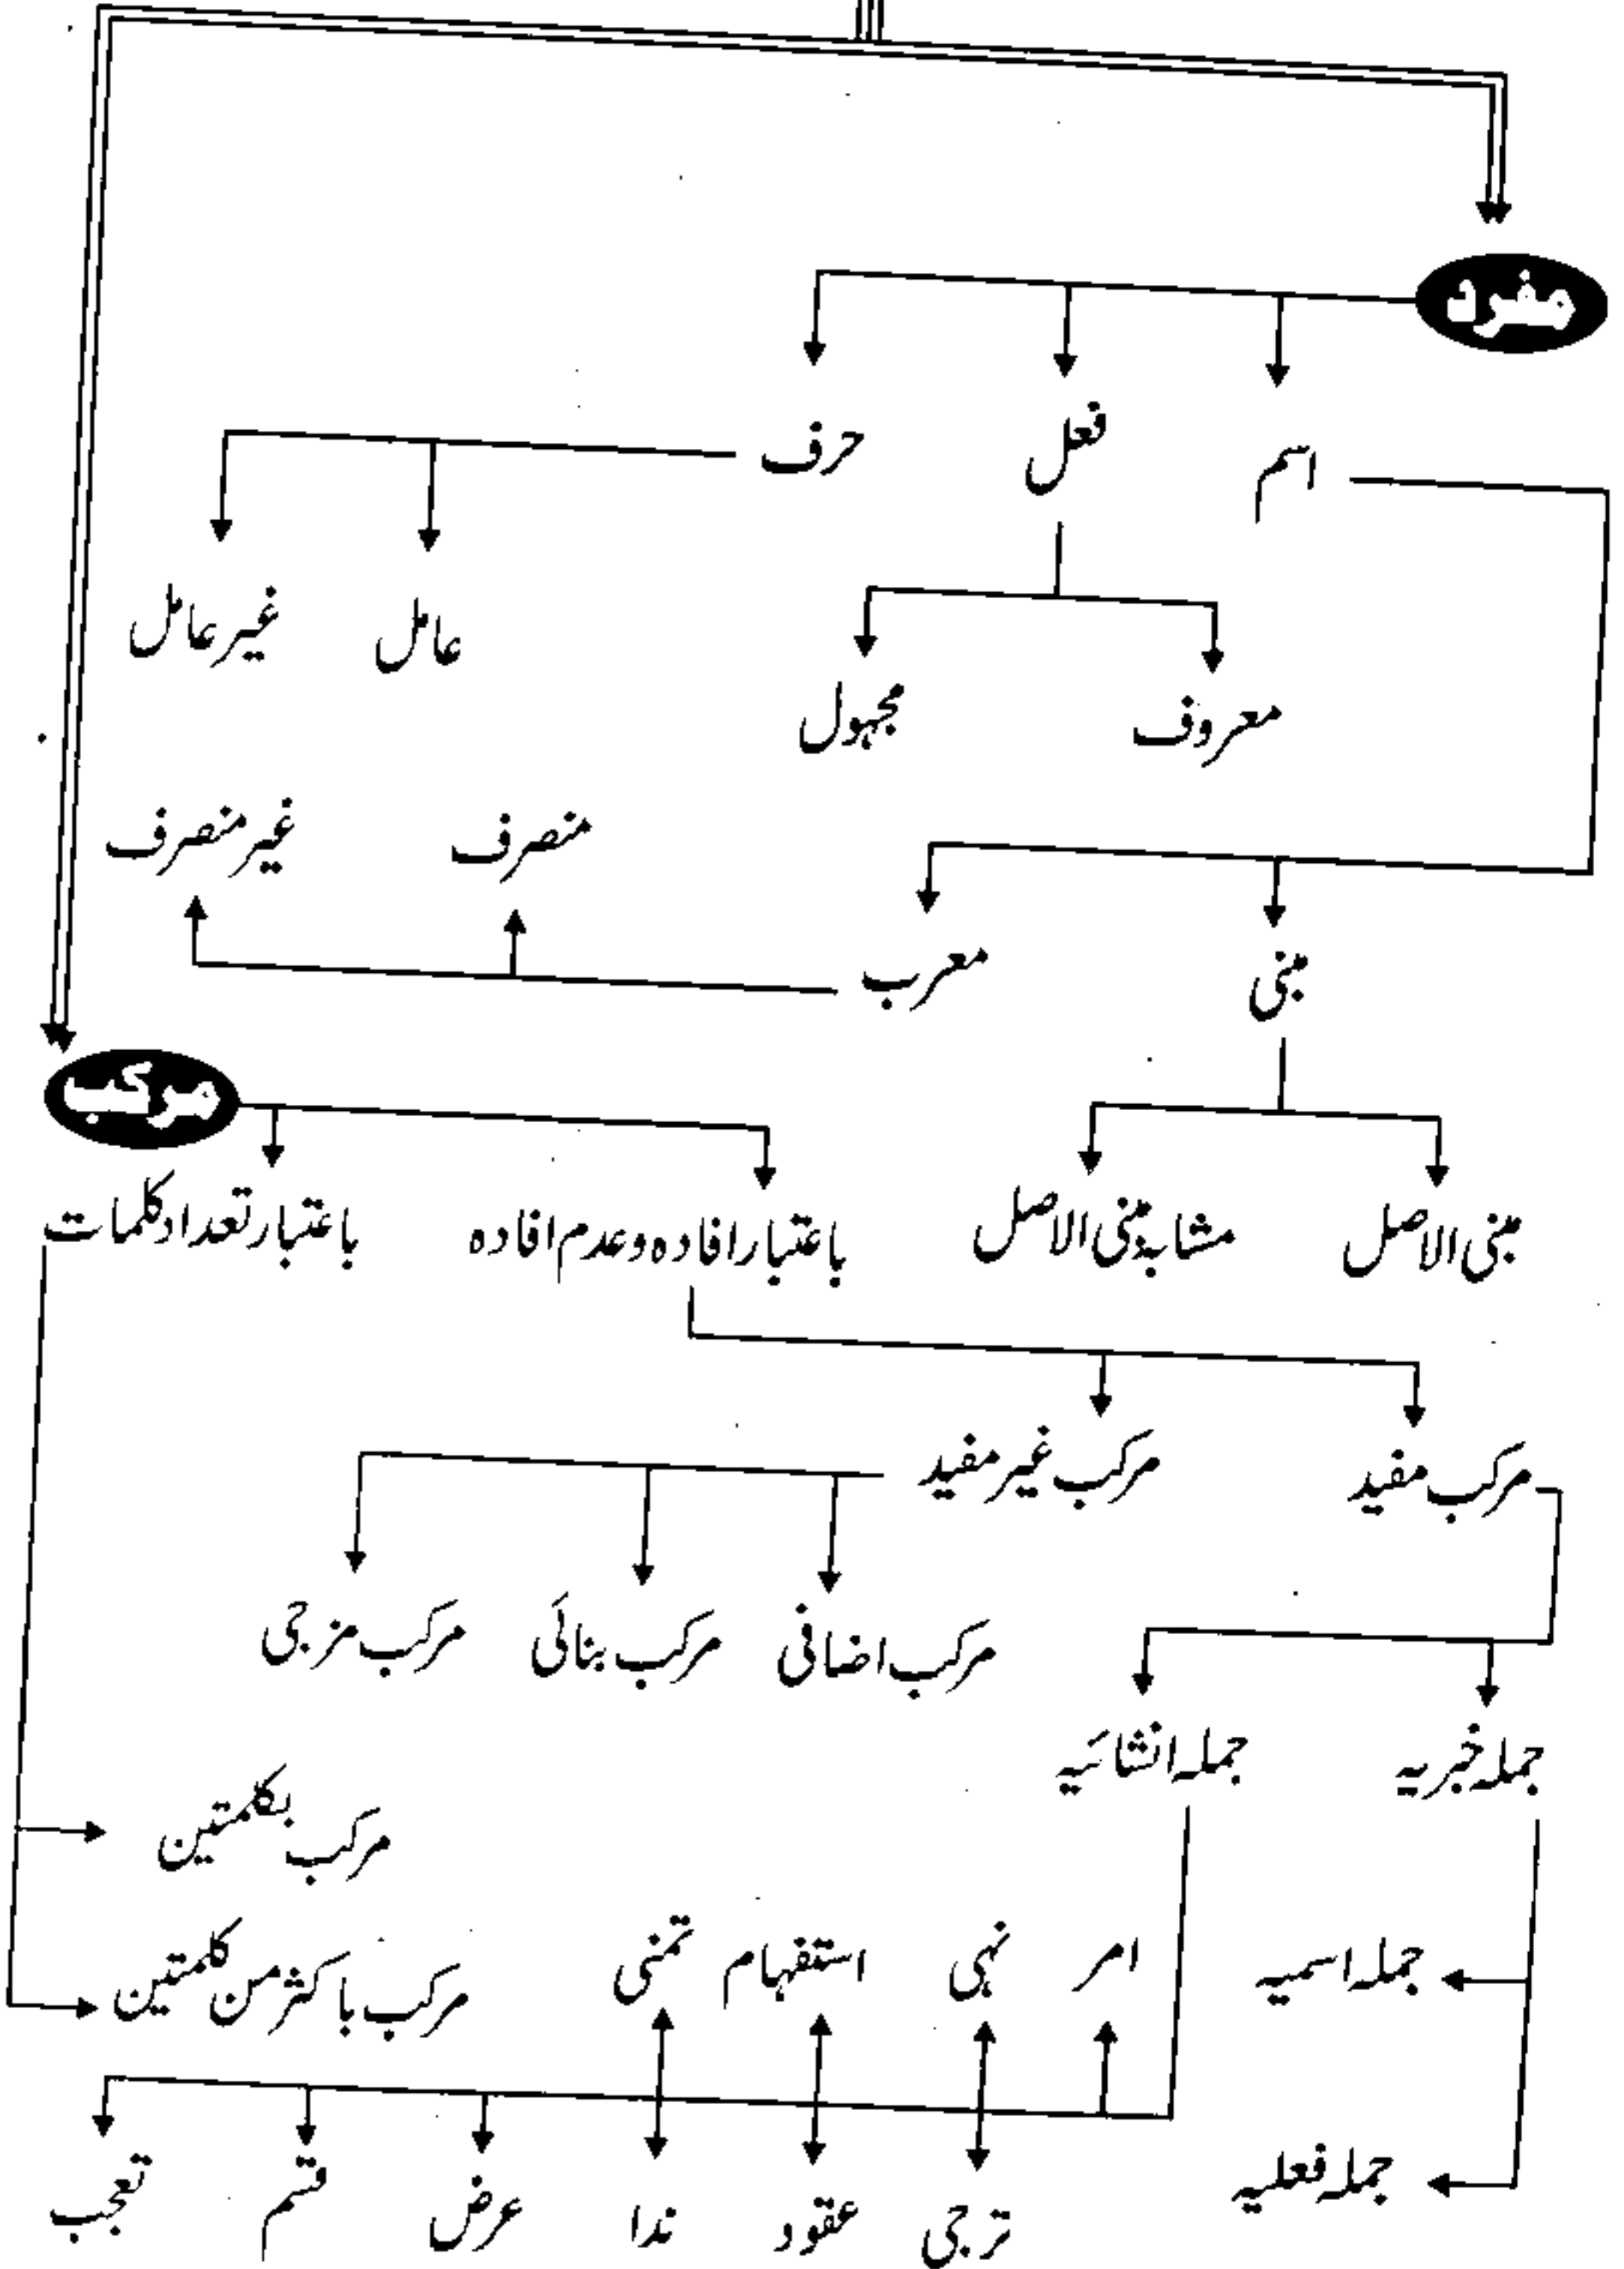 مفرد
اسم
فعل
حرف
عامل
غیر عامل
معروف
مجہول
منصرف
غیر منصرف
مبنی
معرب
مرکب
مبنی الاصل
مشابہ مبنی الاصل
باعتبار افادہ و عدم افادہ
باعتبار تعداد کلمات
مرکب مفید
مرکب غیر مفید
مرکب اضافی
مرکب بنائی
مرکب مزجی
جملہ خبریہ
جملہ انشائیہ
مرکب بکلمتین
جملہ اسمیہ
امر
نہی
استفہام
تمنی
مرکب باکثر من کلمتین
جملہ فعلیہ
ترجی
عقود
ندا
عرض
قسم
تعجب